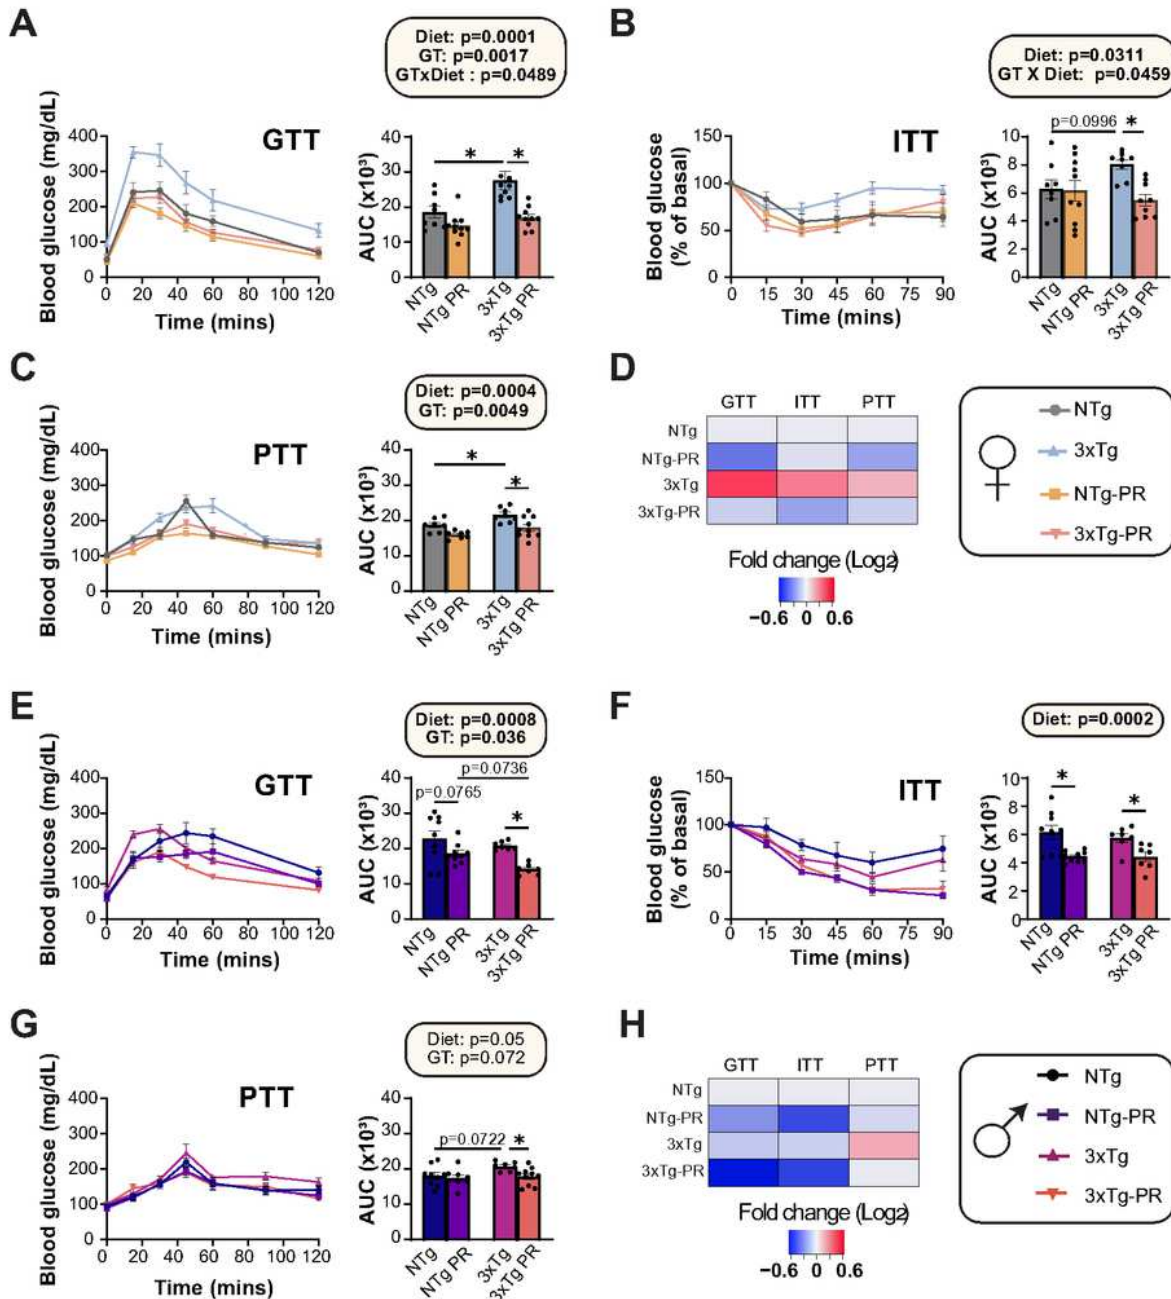 A
Diet: p=0.0001
GT: p=0.0017
GTxDiet : p=0.0489
Blood glucose (mg/dL)
400
300
200
100
0
GTT
0 20 40 60 80 100 120
Time (mins)
AUC (x10³)
40
30
20
10
0
* *
NTg
NTg PR
3xTg
3xTg PR
B
Diet: p=0.0311
GT X Diet: p=0.0459
Blood glucose
(% of basal)
150
100
50
0
ITT
0 15 30 45 60 75 90
Time (mins)
AUC (x10³)
10
8
6
4
2
0
p=0.0996 *
NTg
NTg PR
3xTg
3xTg PR
C
Diet: p=0.0004
GT: p=0.0049
Blood glucose (mg/dL)
400
300
200
100
0
PTT
0 20 40 60 80 100 120
Time (mins)
AUC (x10³)
40
30
20
10
0
* *
NTg
NTg PR
3xTg
3xTg PR
D
GTT ITT PTT
NTg
NTg-PR
3xTg
3xTg-PR
Fold change (Log2)
−0.6 0 0.6
NTg
3xTg
NTg-PR
3xTg-PR
E
Diet: p=0.0008
GT: p=0.036
Blood glucose (mg/dL)
400
300
200
100
0
GTT
0 20 40 60 80 100 120
Time (mins)
AUC (x10³)
40
30
20
10
0
p=0.0736
p=0.0765
*
NTg
NTg PR
3xTg
3xTg PR
F
Diet: p=0.0002
Blood glucose
(% of basal)
150
100
50
0
ITT
0 15 30 45 60 75 90
Time (mins)
AUC (x10³)
10
8
6
4
2
0
* *
NTg
NTg PR
3xTg
3xTg PR
G
Diet: p=0.05
GT: p=0.072
Blood glucose (mg/dL)
400
300
200
100
0
PTT
0 20 40 60 80 100 120
Time (mins)
AUC (x10³)
40
30
20
10
0
p=0.0722 *
NTg
NTg PR
3xTg
3xTg PR
H
GTT ITT PTT
NTg
NTg-PR
3xTg
3xTg-PR
Fold change (Log2)
−0.6 0 0.6
NTg
NTg-PR
3xTg
3xTg-PR